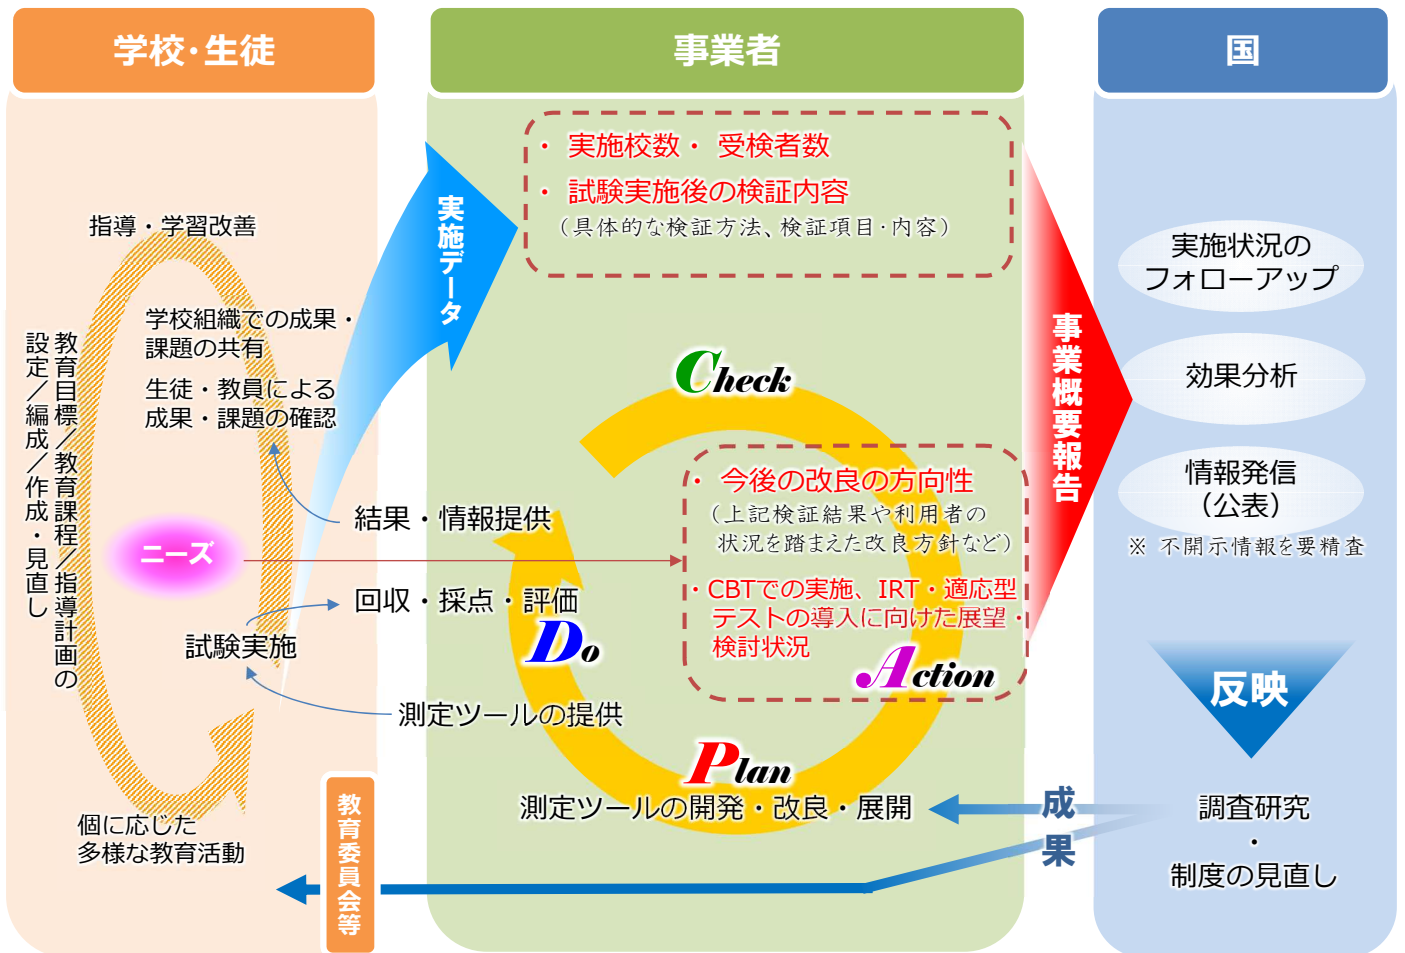 学校・生徒
指導・学習改善
学校組織での成果・
課題の共有
生徒・教員による
成果・課題の確認
教育目標／教育課程／指導計画の
設定／編成／作成・見直し
ニーズ
試験実施
個に応じた
多様な教育活動
教育委員会等
実施データ
事業者
・ 実施校数・ 受検者数
・ 試験実施後の検証内容
（具体的な検証方法、検証項目・内容）
Check
・ 今後の改良の方向性
（上記検証結果や利用者の
状況を踏まえた改良方針など）
・CBTでの実施、IRT・適応型
テストの導入に向けた展望・
検討状況
Action
結果・情報提供
回収・採点・評価
Do
測定ツールの提供
Plan
測定ツールの開発・改良・展開
事業概要報告
国
実施状況の
フォローアップ
効果分析
情報発信
（公表）
※ 不開示情報を要精査
反映
調査研究
・
制度の見直し
成果